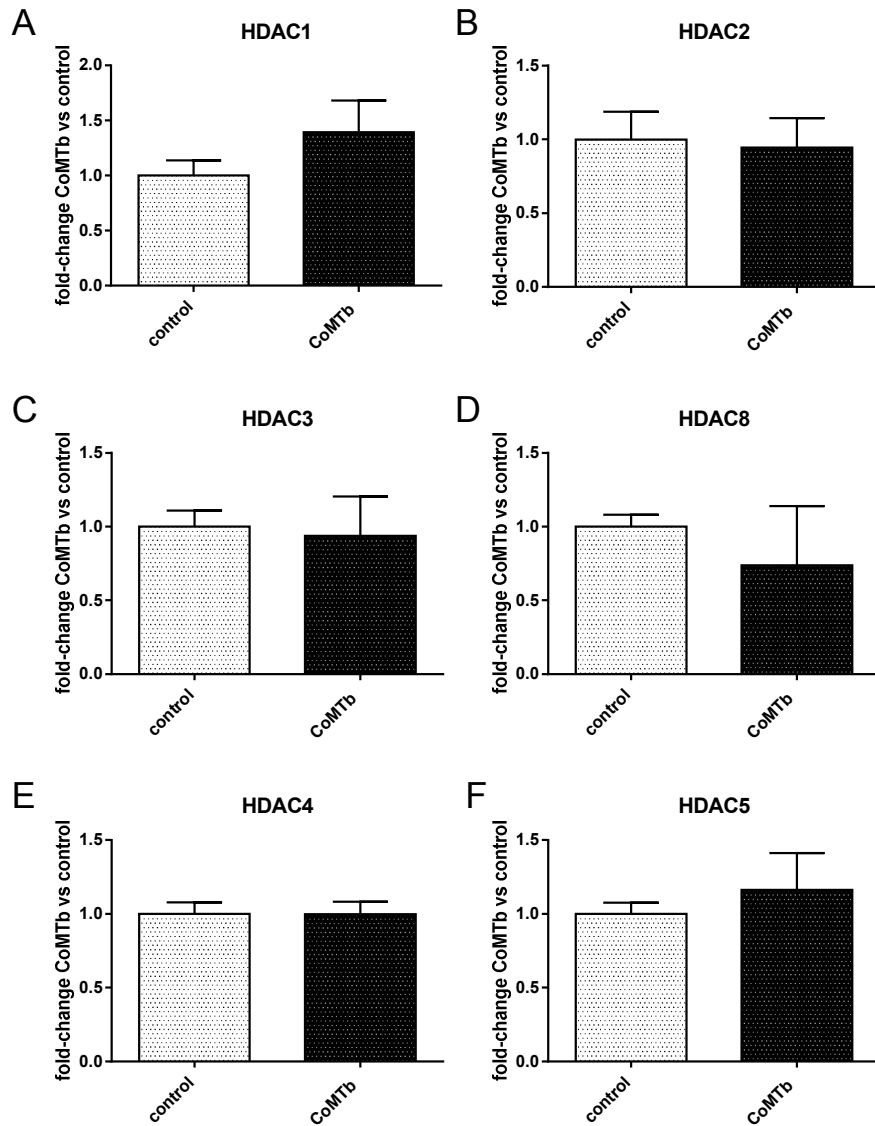 A
HDAC1
fold-change CoMTb vs control
2.0
1.5
1.0
0.5
0.0
control
CoMTb
B
HDAC2
fold-change CoMTb vs control
1.5
1.0
0.5
0.0
control
CoMTb
C
HDAC3
fold-change CoMTb vs control
1.5
1.0
0.5
0.0
control
CoMTb
D
HDAC8
fold-change CoMTb vs control
1.5
1.0
0.5
0.0
control
CoMTb
E
HDAC4
fold-change CoMTb vs control
1.5
1.0
0.5
0.0
control
CoMTb
F
HDAC5
fold-change CoMTb vs control
1.5
1.0
0.5
0.0
control
CoMTb